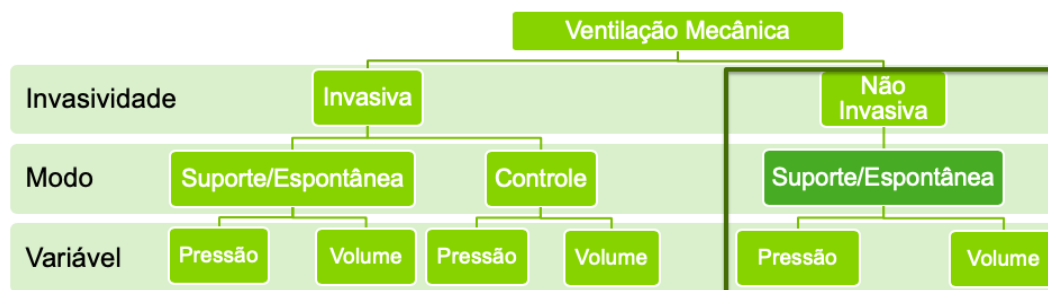 Ventilação Mecânica
Invasividade
Invasiva
Não
Invasiva
Modo
Suporte/Espontânea
Controle
Suporte/Espontânea
Variável
Pressão
Volume
Pressão
Volume
Pressão
Volume